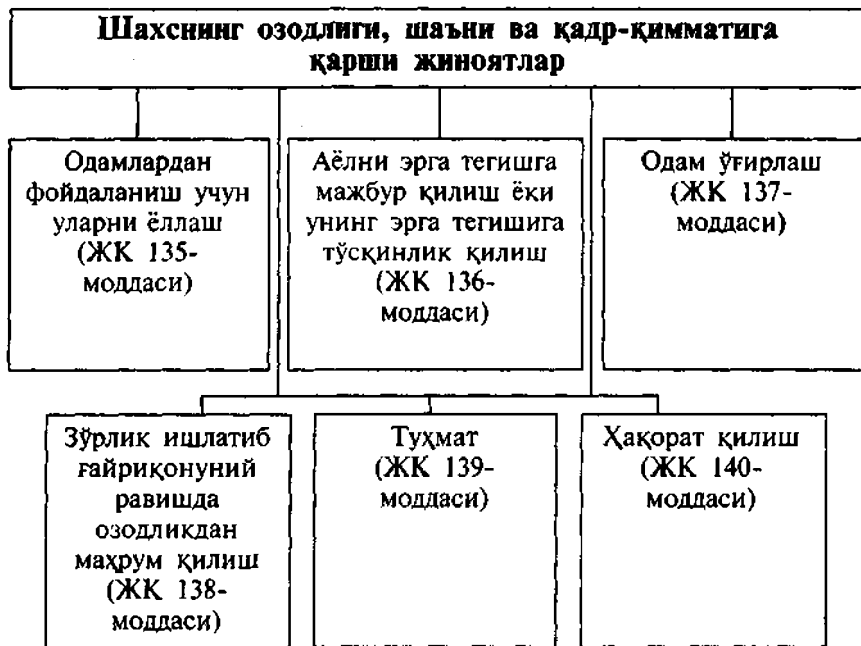 Шахснинг озодлиги, шаъни ва қадр-қимматига
қарши жиноятлар
Одамлардан
фойдаланиш учун
уларни ёллаш
(ЖК 135-
моддаси)
Аёлни эрга тегишга
мажбур қилиш ёки
унинг эрга тегишига
тўсқинлик қилиш
(ЖК 136-
моддаси)
Одам ўғирлаш
(ЖК 137-
моддаси)
Зўрлик ишлатиб
ғайриқонуний
равишда
озодликдан
маҳрум қилиш
(ЖК 138-
моддаси)
Туҳмат
(ЖК 139-
моддаси)
Ҳақорат қилиш
(ЖК 140-
моддаси)